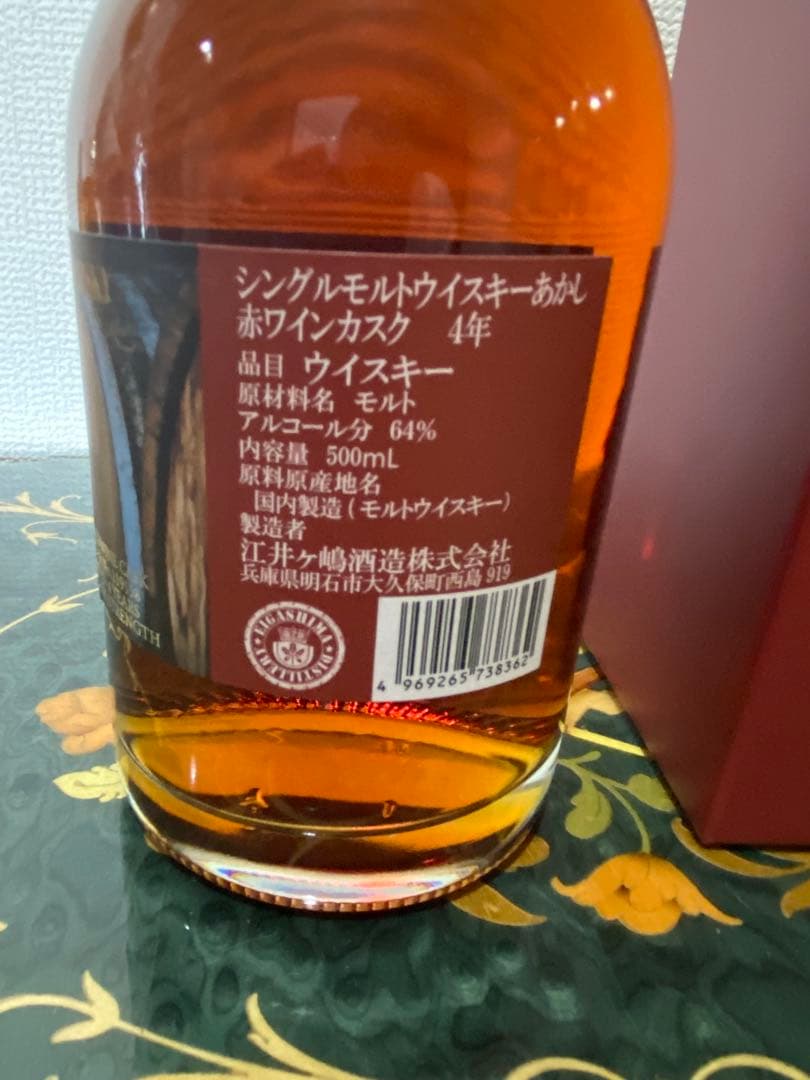 シングルモルトウイスキーあかし
赤ワインカスク 4年
品目 ウイスキー
原材料名 モルト
アルコール分 64%
内容量 500mL
原料原産地名
国内製造(モルトウイスキー)
製造者
江井ヶ嶋酒造株式会社
兵庫県明石市大久保町西島 919
EIGASHIMA DISTILLERY
4 969265 738362